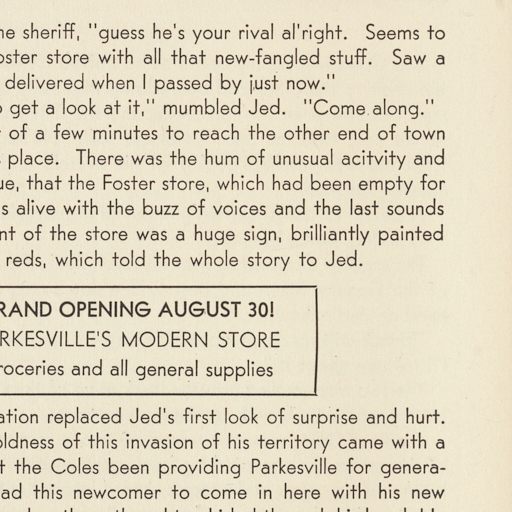 he sheriff, "guess he's your rival al'right. Seems to
oster store with all that new-fangled stuff. Saw a
delivered when I passed by just now."
get a look at it," mumbled Jed. "Come along."
of a few minutes to reach the other end of town
place. There was the hum of unusual acitvity and
ue, that the Foster store, which had been empty for
s alive with the buzz of voices and the last sounds
nt of the store was a huge sign, brilliantly painted
reds, which told the whole story to Jed.
RAND OPENING AUGUST 30!
RKESVILLE'S MODERN STORE
roceries and all general supplies
ation replaced Jed's first look of surprise and hurt.
oldness of this invasion of his territory came with a
t the Coles been providing Parkesville for genera-
ad this newcomer to come in here with his new